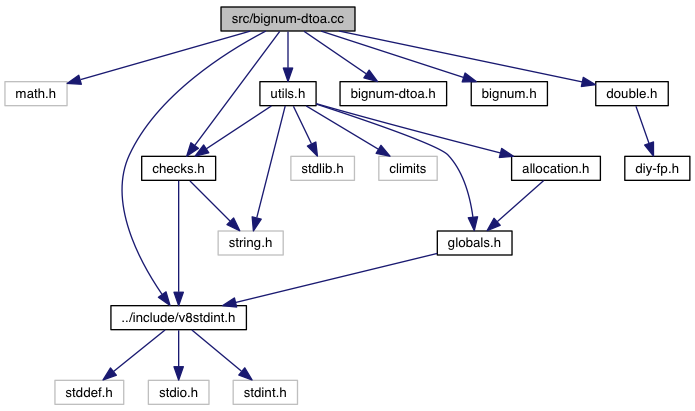 src/bignum-dtoa.cc
math.h
utils.h
bignum-dtoa.h
bignum.h
double.h
checks.h
stdlib.h
climits
allocation.h
diy-fp.h
string.h
globals.h
../include/v8stdint.h
stddef.h
stdio.h
stdint.h